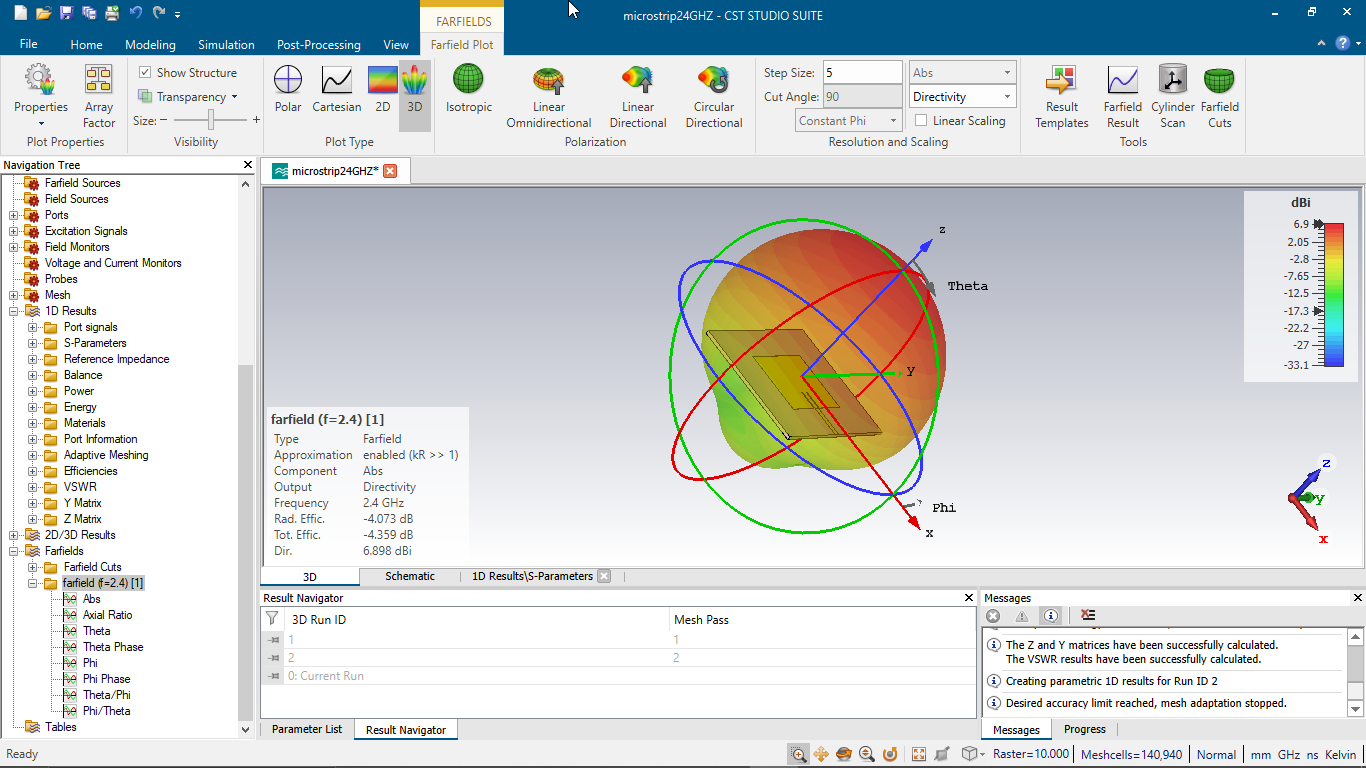 FARFIELDS
microstrip24GHZ - CST STUDIO SUITE
File
Home
Modeling
Simulation
Post-Processing
View
Farfield Plot
Properties
Array
Factor
Plot Properties
Show Structure
Transparency
Size:
Visibility
Polar
Cartesian
2D
3D
Plot Type
Isotropic
Linear
Omnidirectional
Linear
Directional
Circular
Directional
Polarization
Step Size: 5
Cut Angle: 90
Constant Phi
Abs
Directivity
Linear Scaling
Resolution and Scaling
Result
Templates
Farfield
Result
Cylinder
Scan
Farfield
Cuts
Tools
Navigation Tree
Farfield Sources
Field Sources
Ports
Excitation Signals
Field Monitors
Voltage and Current Monitors
Probes
Mesh
1D Results
Port signals
S-Parameters
Reference Impedance
Balance
Power
Energy
Materials
Port Information
Adaptive Meshing
Efficiencies
VSWR
Y Matrix
Z Matrix
2D/3D Results
Farfields
Farfield Cuts
farfield (f=2.4) [1]
Abs
Axial Ratio
Theta
Theta Phase
Phi
Phi Phase
Theta/Phi
Phi/Theta
Tables
microstrip24GHZ*
z
Theta
y
Phi
x
dBi
6.9
2.05
-2.8
-7.65
-12.5
-17.3
-22.2
-27
-33.1
z
y
x
farfield (f=2.4) [1]
Type Farfield
Approximation enabled (kR >> 1)
Component Abs
Output Directivity
Frequency 2.4 GHz
Rad. Effic. -4.073 dB
Tot. Effic. -4.359 dB
Dir. 6.898 dBi
3D
Schematic
1D Results\S-Parameters
Result Navigator
3D Run ID Mesh Pass
1 1
2 2
0: Current Run
Parameter List
Result Navigator
Messages
The Z and Y matrices have been successfully calculated.
The VSWR results have been successfully calculated.
Creating parametric 1D results for Run ID 2
Desired accuracy limit reached, mesh adaptation stopped.
Messages
Progress
Ready
Raster=10.000
Meshcells=140,940
Normal
mm GHz ns Kelvin